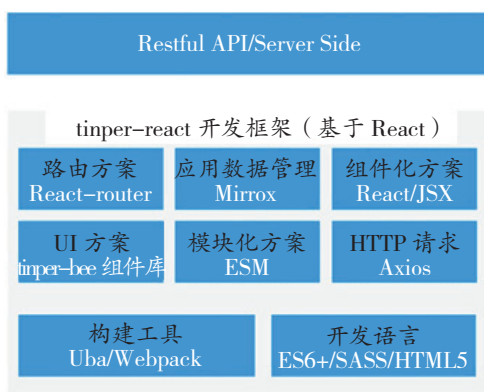 Restful API/Server Side
tinper-react 开发框架（基于 React）
路由方案
React-router
应用数据管理
Mirrox
组件化方案
React/JSX
UI 方案
tinper-bee 组件库
模块化方案
ESM
HTTP 请求
Axios
构建工具
Uba/Webpack
开发语言
ES6+/SASS/HTML5